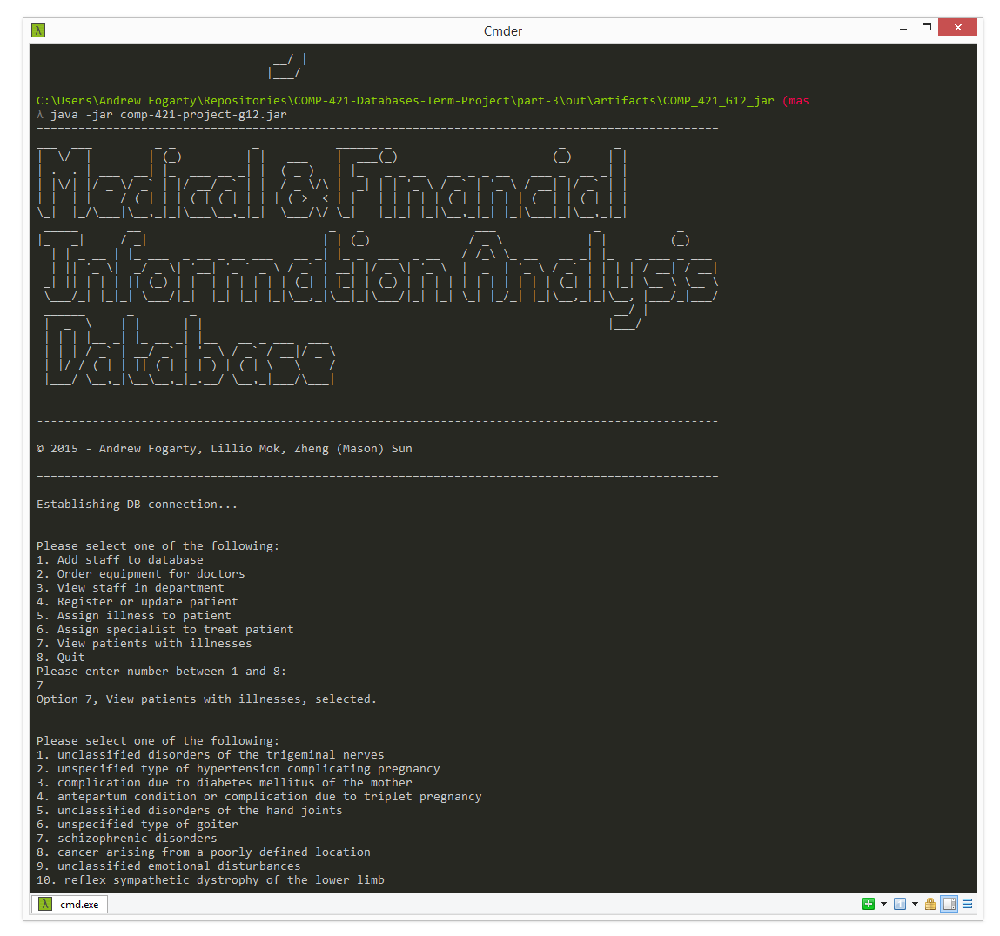 Cmder
C:\Users\Andrew Fogarty\Repositories\COMP-421-Databases-Term-Project\part-3\out\artifacts\COMP_421_G12_jar (mas
λ java -jar comp-421-project-g12.jar
==================================================================================================
Medical & Financial
Information Analysis
Database
--------------------------------------------------------------------------------------------------
© 2015 - Andrew Fogarty, Lillio Mok, Zheng (Mason) Sun
==================================================================================================
Establishing DB connection...
Please select one of the following:
1. Add staff to database
2. Order equipment for doctors
3. View staff in department
4. Register or update patient
5. Assign illness to patient
6. Assign specialist to treat patient
7. View patients with illnesses
8. Quit
Please enter number between 1 and 8:
7
Option 7, View patients with illnesses, selected.
Please select one of the following:
1. unclassified disorders of the trigeminal nerves
2. unspecified type of hypertension complicating pregnancy
3. complication due to diabetes mellitus of the mother
4. antepartum condition or complication due to triplet pregnancy
5. unclassified disorders of the hand joints
6. unspecified type of goiter
7. schizophrenic disorders
8. cancer arising from a poorly defined location
9. unclassified emotional disturbances
10. reflex sympathetic dystrophy of the lower limb
λ cmd.exe